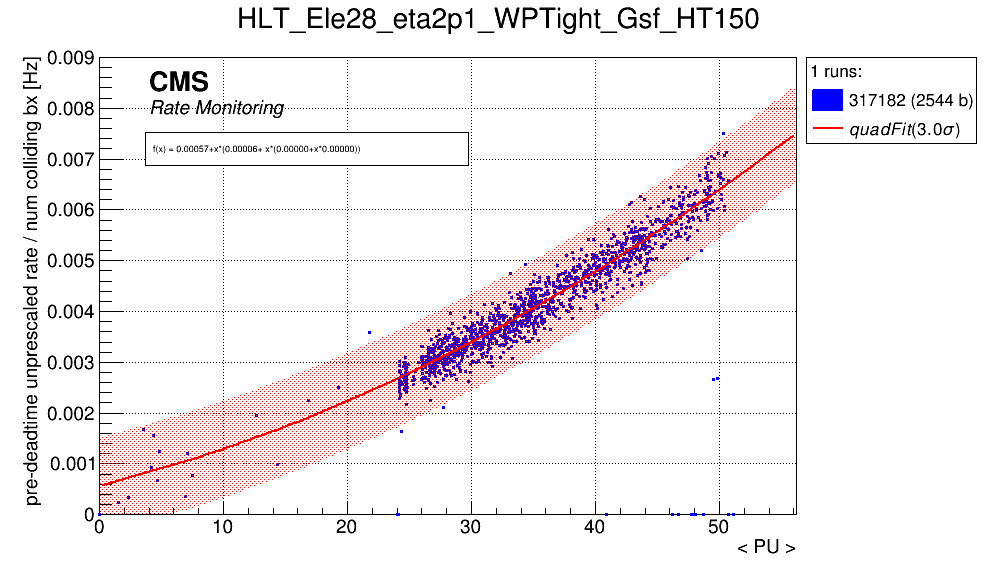 HLT_Ele28_eta2p1_WPTight_Gsf_HT150
pre-deadtime unprescaled rate / num colliding bx [Hz]
0.009
0.008
0.007
0.006
0.005
0.004
0.003
0.002
0.001
0
CMS
Rate Monitoring
f(x) = 0.00057+x*(0.00006+ x*(0.00000+x*0.00000))
1 runs:
317182 (2544 b)
quadFit(3.0σ)
0 10 20 30 40 50
< PU >